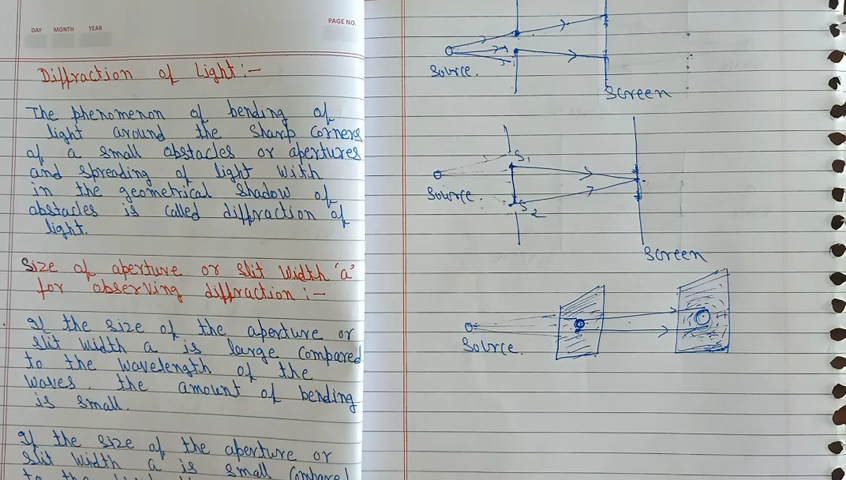 DAY MONTH YEAR
PAGE NO.
Diffraction of Light:-
The phenomenon of bending of
light around the sharp corners
of a small obstacles or apertures
and spreading of light with
in the geometrical shadow of
obstacles is called diffraction of
light.
Size of aperture or slit width 'a'
for observing diffraction:-
If the size of the aperture or
slit width a is large compared
to the wavelength of the
waves, the amount of bending
is small.
If the size of the aperture or
slit width a is small compared
to the
Source.
Screen
S1
Source.
S2
Screen
Source.